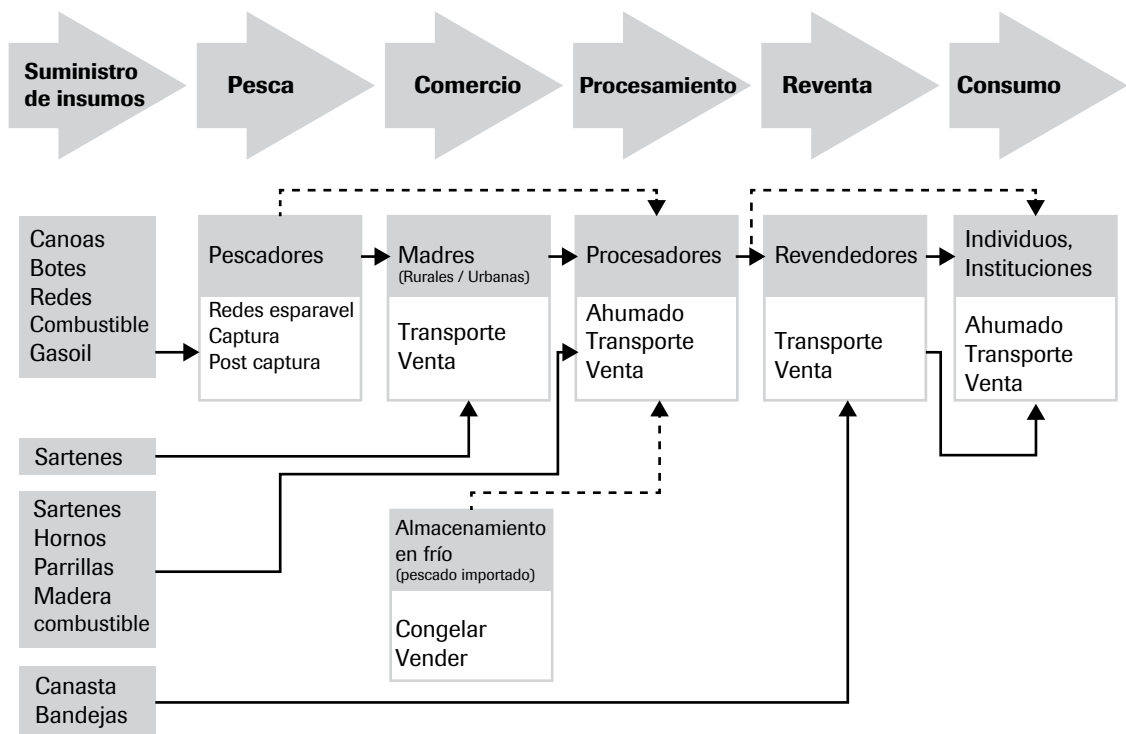 Suministro
de insumos
Pesca
Comercio
Procesamiento
Reventa
Consumo
Canoas
Botes
Redes
Combustible
Gasoil
Pescadores
Redes esparavel
Captura
Post captura
Madres
(Rurales / Urbanas)
Transporte
Venta
Procesadores
Ahumado
Transporte
Venta
Revendedores
Transporte
Venta
Individuos,
Instituciones
Ahumado
Transporte
Venta
Sartenes
Sartenes
Hornos
Parrillas
Madera
combustible
Almacenamiento
en frío
(pescado importado)
Congelar
Vender
Canasta
Bandejas